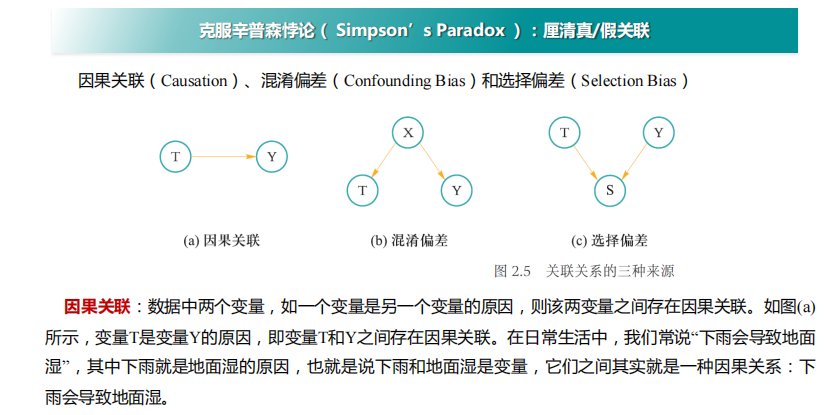 克服辛普森悖论（ Simpson’s Paradox ）：厘清真/假关联
因果关联（Causation）、混淆偏差（Confounding Bias）和选择偏差（Selection Bias）
T Y
X
T Y
T Y
S
(a) 因果关联 (b) 混淆偏差 (c) 选择偏差
图 2.5 关联关系的三种来源
因果关联：数据中两个变量，如一个变量是另一个变量的原因，则该两变量之间存在因果关联。如图(a)
所示，变量T是变量Y的原因，即变量T和Y之间存在因果关联。在日常生活中，我们常说“下雨会导致地面
湿”，其中下雨就是地面湿的原因，也就是说下雨和地面湿是变量，它们之间其实就是一种因果关系：下
雨会导致地面湿。